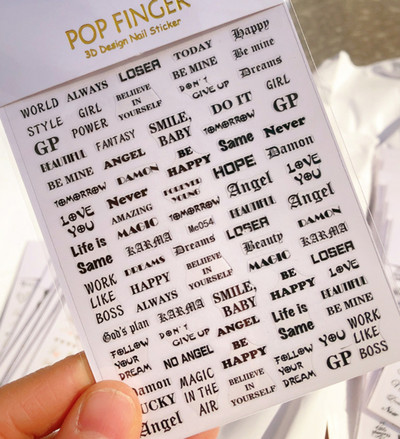 POP FINGER
3D Design Nail Sticker
WORLD ALWAYS LOSER TODAY Happy
STYLE GIRL POWER BELIEVE IN YOURSELF BE MINE DON'T GIVE UP Be mine
GP FANTASY SMILE, BABY DO IT Dreams GIRL
BEAUTIFUL ANGEL BE HAPPY TOMORROW GP
BE MINE DAMON Same Never
TOMORROW Never FOREVER YOUNG HOPE Damon
LOVE YOU AMAZING TOMORROW Angel LOVE YOU
Life is Same MAGIC Me054 BEAUTIFUL Angel
KARMA Dreams LOSER DAMON
WORK LIKE BOSS DREAMS BELIEVE IN YOURSELF Beauty KARMA
HAPPY MAGIC LOSER
God's plan ALWAYS SMILE, BABY BE HAPPY LOVE
KARMA BE MINE
FOLLOW YOUR DREAM DON'T GIVE UP ANGEL Life is Same YOU WORK LIKE BOSS
NO ANGEL BE HAPPY FOLLOW YOUR DREAM GP
Damon MAGIC IN THE AIR BELIEVE IN YOURSELF
LUCKY
Angel